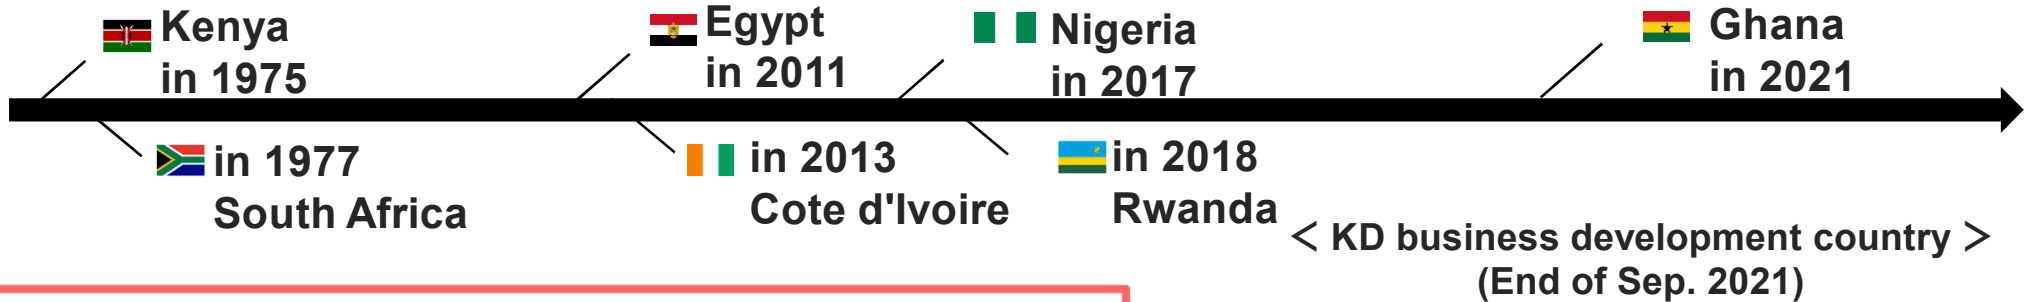 Kenya
in 1975
Egypt
in 2011
Nigeria
in 2017
Ghana
in 2021
in 1977
South Africa
in 2013
Cote d'Ivoire
in 2018
Rwanda
＜ KD business development country ＞
(End of Sep. 2021)